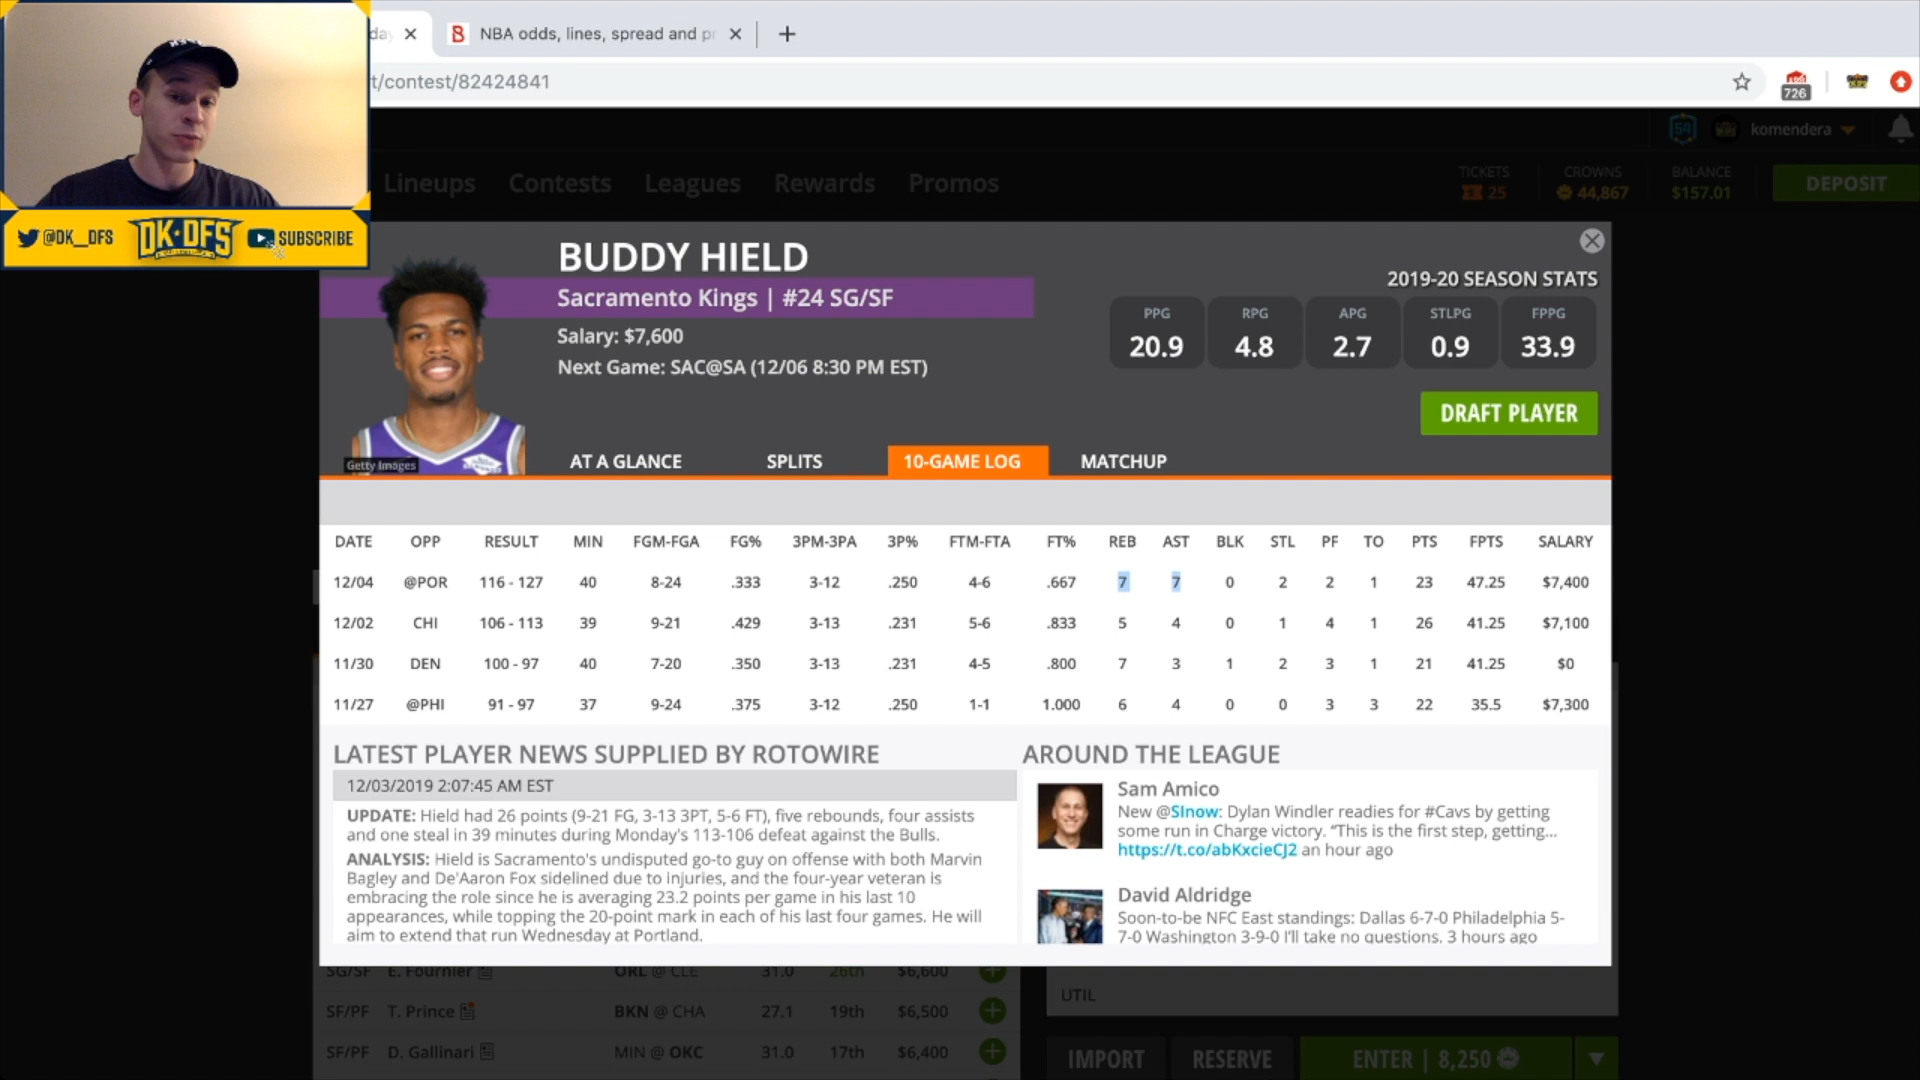 day
NBA odds, lines, spread and pr
t/contest/82424841
726
54
komendera
Lineups
Contests
Leagues
Rewards
Promos
TICKETS
25
CROWNS
44,867
BALANCE
$157.01
DEPOSIT
@DK__DFS
DK★DFS
SUBSCRIBE
BUDDY HIELD
Sacramento Kings | #24 SG/SF
Salary: $7,600
Next Game: SAC@SA (12/06 8:30 PM EST)
Getty Images
2019-20 SEASON STATS
PPG RPG APG STLPG FPPG
20.9 4.8 2.7 0.9 33.9
DRAFT PLAYER
AT A GLANCE SPLITS 10-GAME LOG MATCHUP
DATE OPP RESULT MIN FGM-FGA FG% 3PM-3PA 3P% FTM-FTA FT% REB AST BLK STL PF TO PTS FPTS SALARY
12/04 @POR 116 - 127 40 8-24 .333 3-12 .250 4-6 .667 7 7 0 2 2 1 23 47.25 $7,400
12/02 CHI 106 - 113 39 9-21 .429 3-13 .231 5-6 .833 5 4 0 1 4 1 26 41.25 $7,100
11/30 DEN 100 - 97 40 7-20 .350 3-13 .231 4-5 .800 7 3 1 2 3 1 21 41.25 $0
11/27 @PHI 91 - 97 37 9-24 .375 3-12 .250 1-1 1.000 6 4 0 0 3 3 22 35.5 $7,300
LATEST PLAYER NEWS SUPPLIED BY ROTOWIRE
12/03/2019 2:07:45 AM EST
UPDATE: Hield had 26 points (9-21 FG, 3-13 3PT, 5-6 FT), five rebounds, four assists
and one steal in 39 minutes during Monday's 113-106 defeat against the Bulls.
ANALYSIS: Hield is Sacramento's undisputed go-to guy on offense with both Marvin
Bagley and De'Aaron Fox sidelined due to injuries, and the four-year veteran is
embracing the role since he is averaging 23.2 points per game in his last 10
appearances, while topping the 20-point mark in each of his last four games. He will
aim to extend that run Wednesday at Portland.
AROUND THE LEAGUE
Sam Amico
New @SInow: Dylan Windler readies for #Cavs by getting
some run in Charge victory. "This is the first step, getting...
https://t.co/abKxcieCJ2 an hour ago
David Aldridge
Soon-to-be NFC East standings: Dallas 6-7-0 Philadelphia 5-
7-0 Washington 3-9-0 I'll take no questions. 3 hours ago
SG/SF E. Fournier ORL @ CLE 31.0 26th $6,600
SF/PF T. Prince BKN @ CHA 27.1 19th $6,500
SF/PF D. Gallinari MIN @ OKC 31.0 17th $6,400
UTIL
IMPORT
RESERVE
ENTER | 8,250